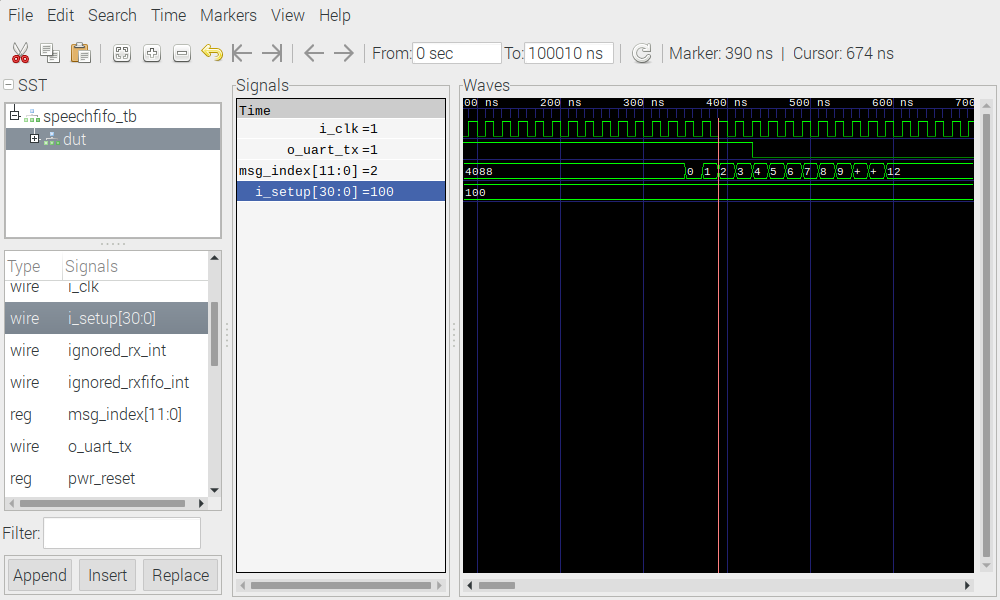 File Edit Search Time Markers View Help
From: 0 sec To: 100010 ns Marker: 390 ns | Cursor: 674 ns
SST
speechfifo_tb
dut
Type Signals
wire i_clk
wire i_setup[30:0]
wire ignored_rx_int
wire ignored_rxfifo_int
reg msg_index[11:0]
wire o_uart_tx
reg pwr_reset
Filter:
Append Insert Replace
Signals
Time
i_clk=1
o_uart_tx=1
msg_index[11:0]=2
i_setup[30:0]=100
Waves
00 ns 200 ns 300 ns 400 ns 500 ns 600 ns 700
4088 0 1 2 3 4 5 6 7 8 9 + + 12
100